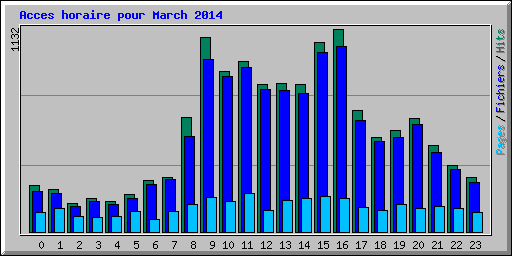 Acces horaire pour March 2014
1132
Pages / Fichiers / Hits
0 1 2 3 4 5 6 7 8 9 10 11 12 13 14 15 16 17 18 19 20 21 22 23